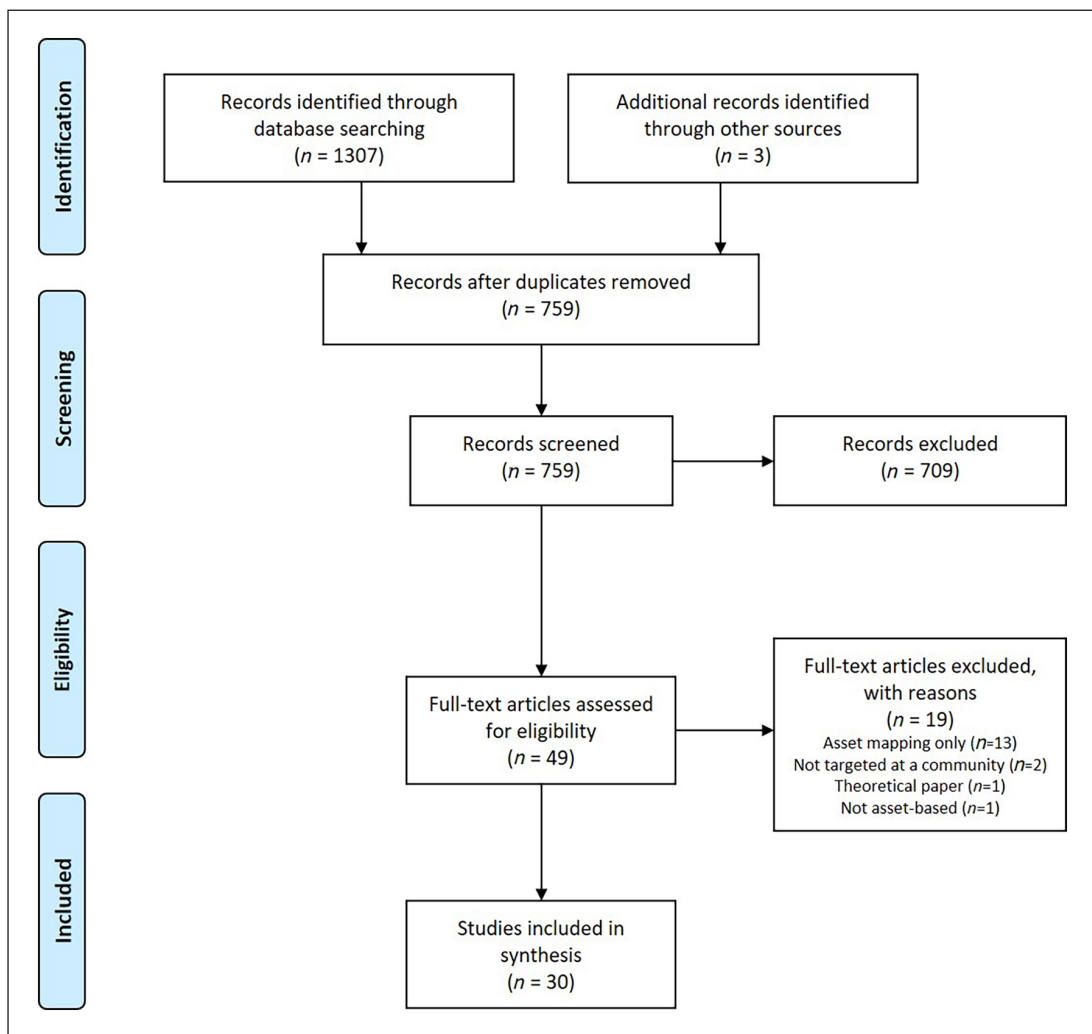 Identification
Records identified through
database searching
(n = 1307)
Additional records identified
through other sources
(n = 3)
Records after duplicates removed
(n = 759)
Screening
Records screened
(n = 759)
Records excluded
(n = 709)
Eligibility
Full-text articles assessed
for eligibility
(n = 49)
Full-text articles excluded,
with reasons
(n = 19)
Asset mapping only (n=13)
Not targeted at a community (n=2)
Theoretical paper (n=1)
Not asset-based (n=1)
Included
Studies included in
synthesis
(n = 30)